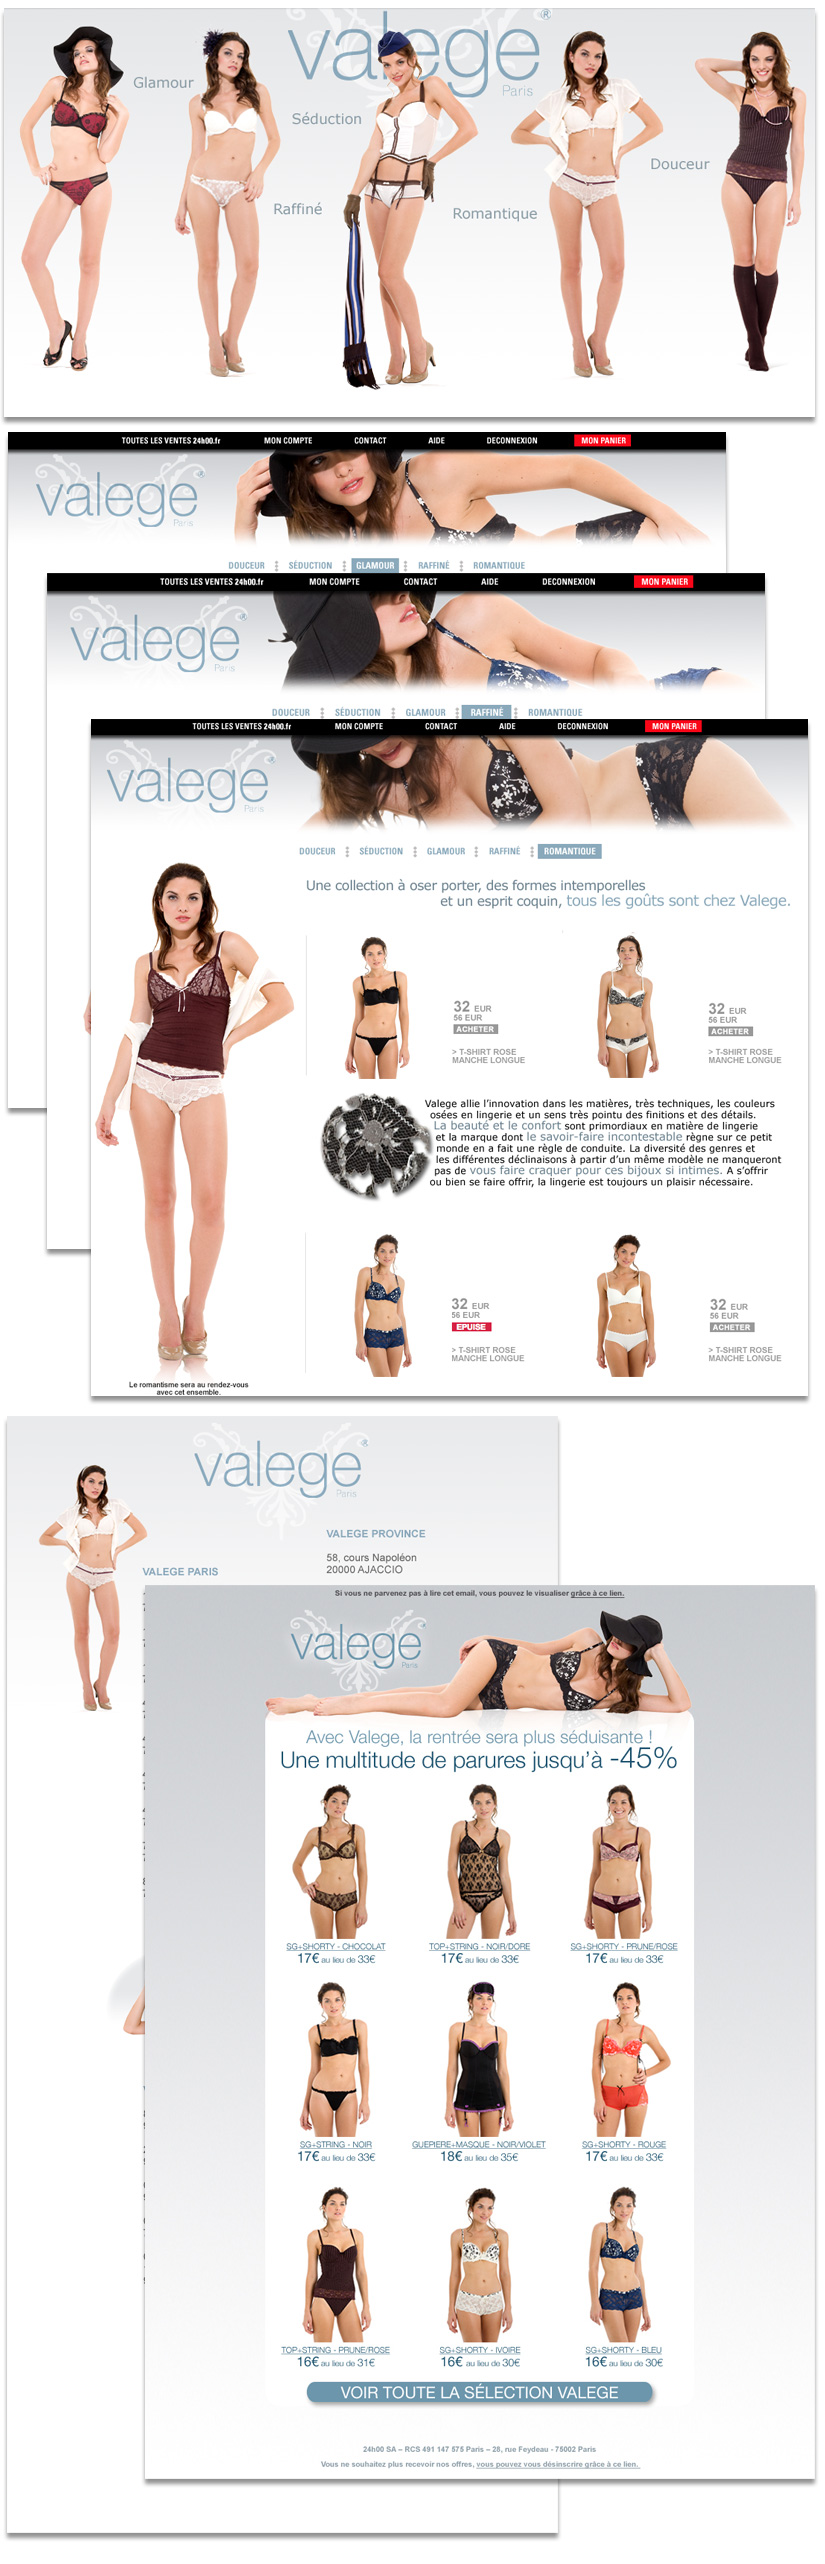 valege®
Paris
Glamour
Séduction
Douceur
Raffiné
Romantique
TOUTES LES VENTES 24h00.fr MON COMPTE CONTACT AIDE DECONNEXION MON PANIER
valege®
Paris
DOUCEUR SÉDUCTION GLAMOUR RAFFINÉ ROMANTIQUE
TOUTES LES VENTES 24h00.fr MON COMPTE CONTACT AIDE DECONNEXION MON PANIER
valege®
Paris
DOUCEUR SÉDUCTION GLAMOUR RAFFINÉ ROMANTIQUE
TOUTES LES VENTES 24h00.fr MON COMPTE CONTACT AIDE DECONNEXION MON PANIER
valege®
Paris
DOUCEUR SÉDUCTION GLAMOUR RAFFINÉ ROMANTIQUE
Une collection à oser porter, des formes intemporelles
et un esprit coquin, tous les goûts sont chez Valege.
32 EUR
56 EUR
ACHETER
> T-SHIRT ROSE
MANCHE LONGUE
32 EUR
56 EUR
ACHETER
> T-SHIRT ROSE
MANCHE LONGUE
Valege allie l'innovation dans les matières, très techniques, les couleurs
osées en lingerie et un sens très pointu des finitions et des détails.
La beauté et le confort sont primordiaux en matière de lingerie
et la marque dont le savoir-faire incontestable règne sur ce petit
monde en a fait une règle de conduite. La diversité des genres et
les différentes déclinaisons à partir d'un même modèle ne manqueront
pas de vous faire craquer pour ces bijoux si intimes. A s'offrir
ou bien se faire offrir, la lingerie est toujours un plaisir nécessaire.
32 EUR
56 EUR
EPUISE
> T-SHIRT ROSE
MANCHE LONGUE
32 EUR
56 EUR
ACHETER
> T-SHIRT ROSE
MANCHE LONGUE
Le romantisme sera au rendez-vous
avec cet ensemble.
valege®
Paris
VALEGE PROVINCE
58, cours Napoléon
20000 AJACCIO
VALEGE PARIS
Si vous ne parvenez pas à lire cet email, vous pouvez le visualiser grâce à ce lien.
valege®
Paris
Avec Valege, la rentrée sera plus séduisante !
Une multitude de parures jusqu'à -45%
SG+SHORTY - CHOCOLAT
17€ au lieu de 33€
TOP+STRING - NOIR/DORE
17€ au lieu de 33€
SG+SHORTY - PRUNE/ROSE
17€ au lieu de 33€
SG+STRING - NOIR
17€ au lieu de 33€
GUEPIERE+MASQUE - NOIR/VIOLET
18€ au lieu de 35€
SG+SHORTY - ROUGE
17€ au lieu de 33€
TOP+STRING - PRUNE/ROSE
16€ au lieu de 31€
SG+SHORTY - IVOIRE
16€ au lieu de 30€
SG+SHORTY - BLEU
16€ au lieu de 30€
VOIR TOUTE LA SÉLECTION VALEGE
24h00 SA – RCS 491 147 575 Paris – 28, rue Feydeau - 75002 Paris
Vous ne souhaitez plus recevoir nos offres, vous pouvez vous désinscrire grâce à ce lien.